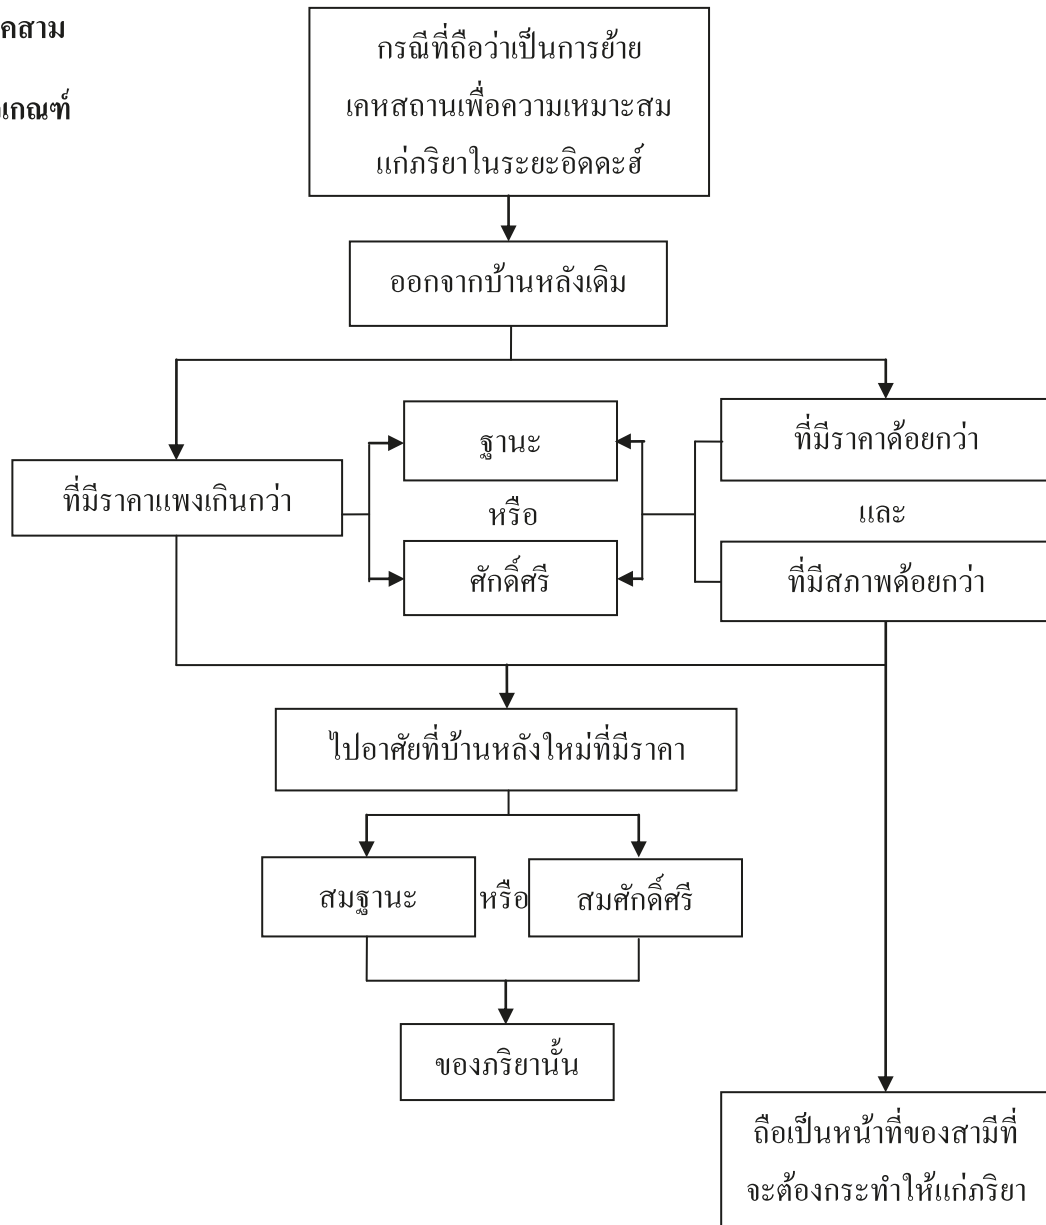 คสาม
กรณีที่ถือว่าเป็นการย้าย
เคหสถานเพื่อความเหมาะสม
แก่ภริยาในระยะอิดดะฮ์
เกณฑ์
ออกจากบ้านหลังเดิม
ที่มีราคาแพงเกินกว่า
ฐานะ
หรือ
ศักดิ์ศรี
ที่มีราคาด้อยกว่า
และ
ที่มีสภาพด้อยกว่า
ไปอาศัยที่บ้านหลังใหม่ที่มีราคา
สมฐานะ หรือ สมศักดิ์ศรี
ของภริยานั้น
ถือเป็นหน้าที่ของสามีที่
จะต้องกระทำให้แก่ภริยา